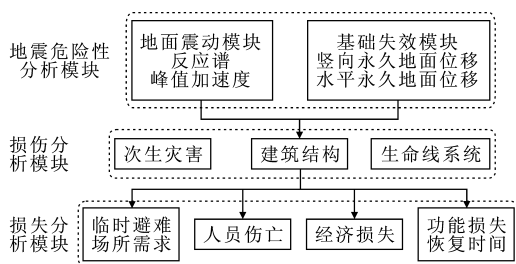 地震危险性
分析模块
地面震动模块
反应谱
峰值加速度
基础失效模块
竖向永久地面位移
水平永久地面位移
损伤分
析模块
次生灾害
建筑结构
生命线系统
损失分
析模块
临时避难
场所需求
人员伤亡
经济损失
功能损失
恢复时间